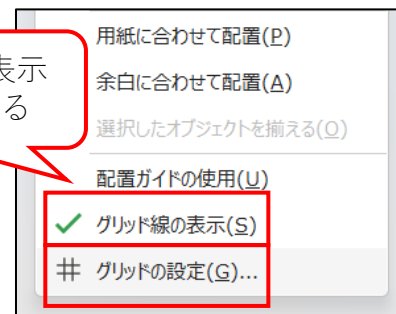 用紙に合わせて配置(P)
表示
る
余白に合わせて配置(A)
選択したオブジェクトを揃える(O)
配置ガイドの使用(U)
グリッド線の表示(S)
グリッドの設定(G)...